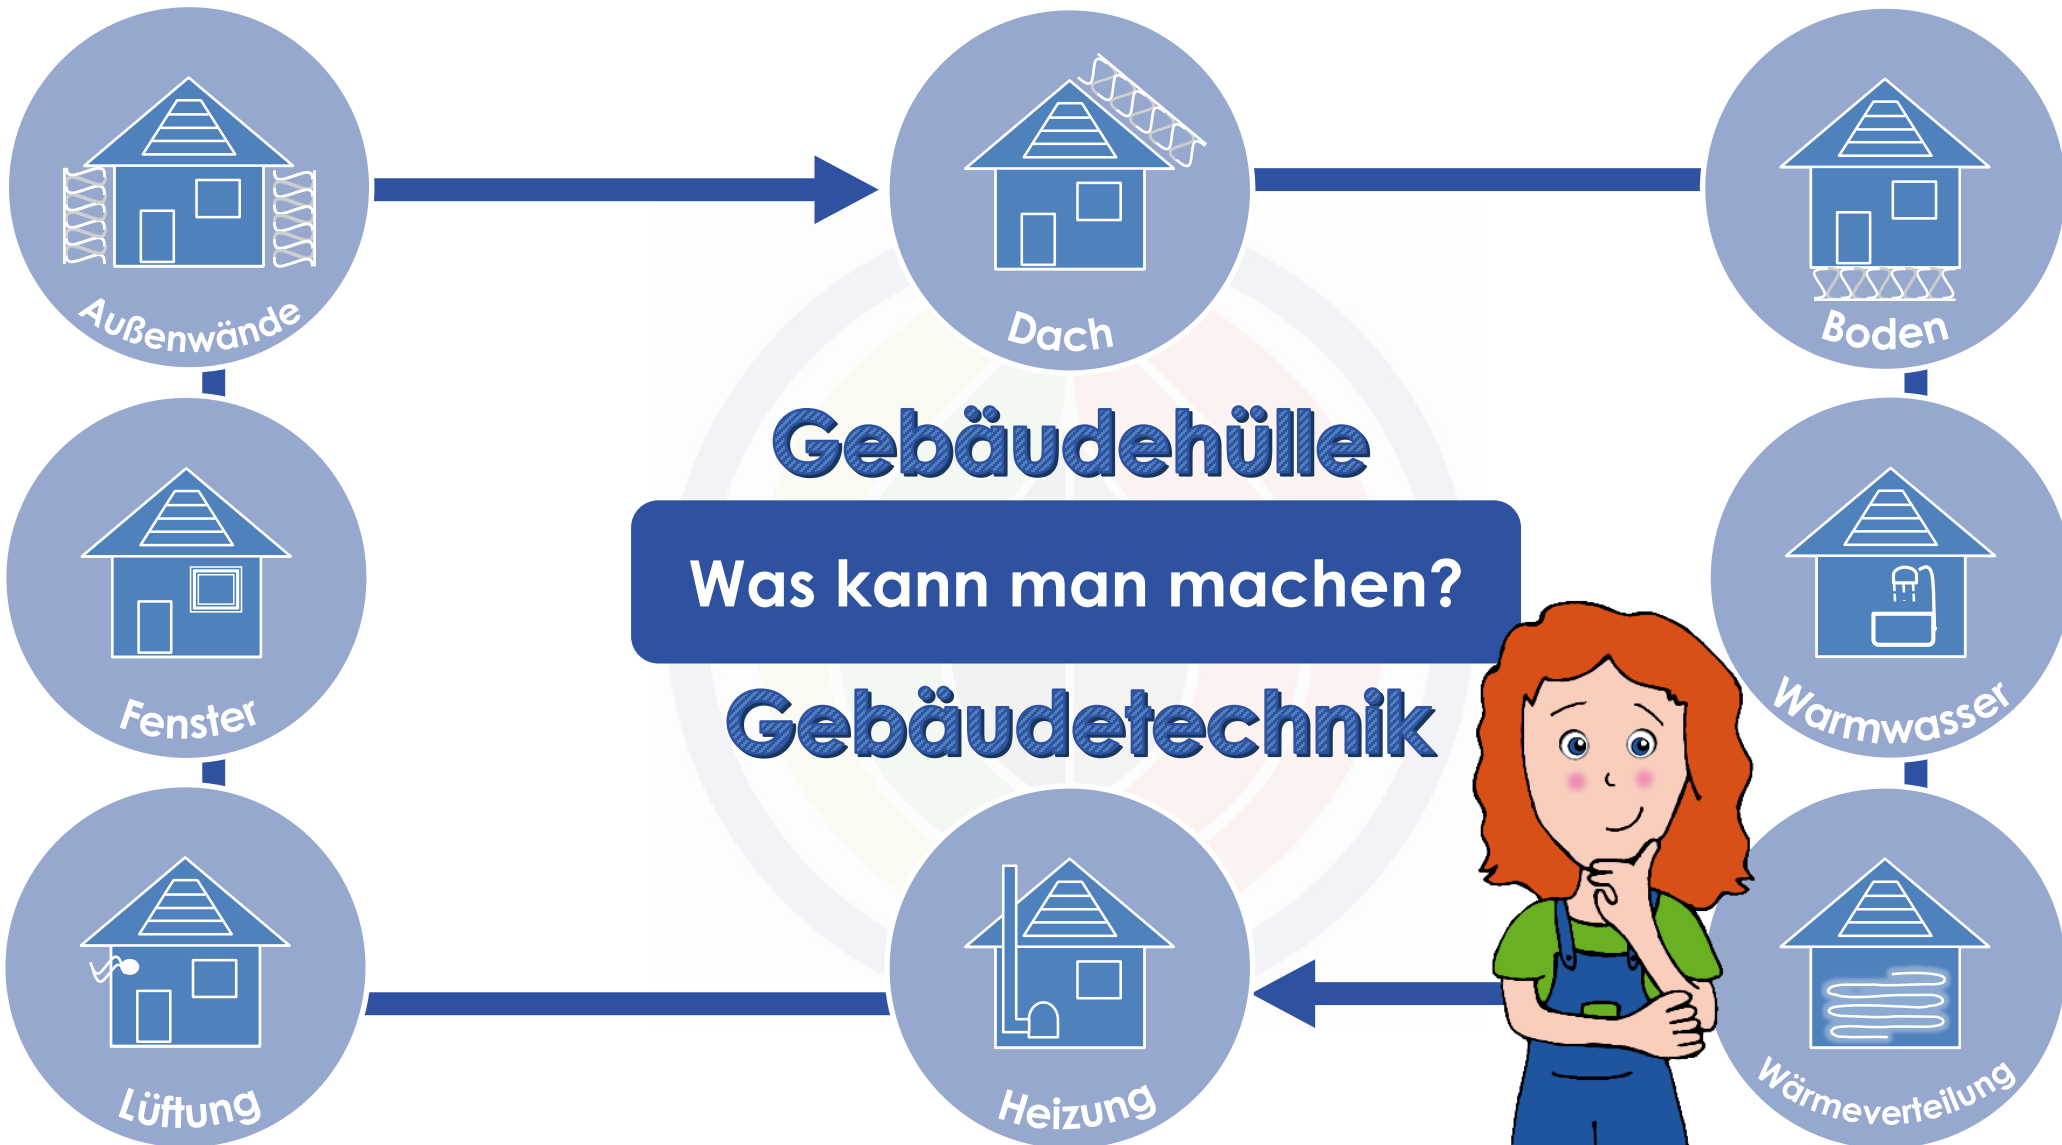 Außenwände
Dach
Boden
Gebäudehülle
Was kann man machen?
Gebäudetechnik
Fenster
Warmwasser
Lüftung
Heizung
Wärmeverteilung